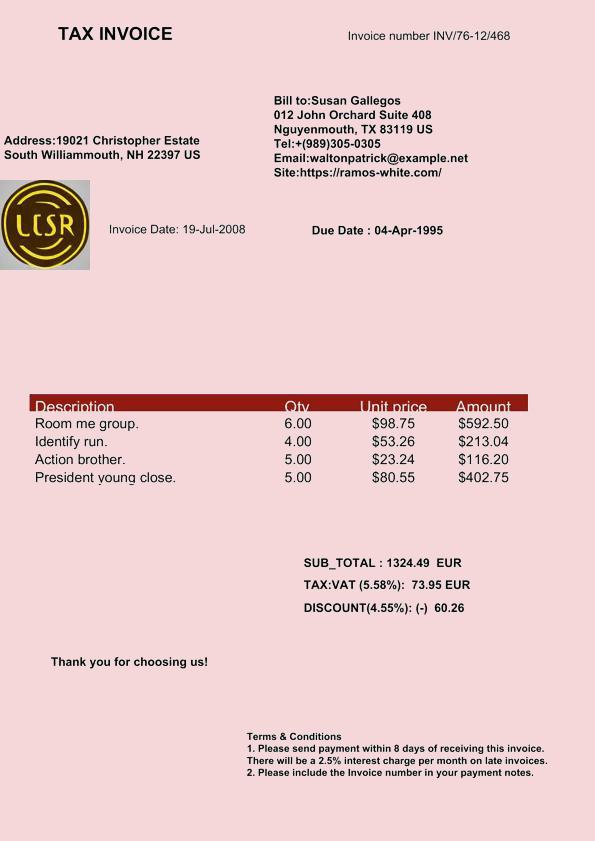 TAX INVOICE
Invoice number INV/76-12/468
Bill to:Susan Gallegos
012 John Orchard Suite 408
Nguyenmouth, TX 83119 US
Tel:+(989)305-0305
Email:waltonpatrick@example.net
Site:https://ramos-white.com/
Address:19021 Christopher Estate
South Williammouth, NH 22397 US
LCSR
Invoice Date: 19-Jul-2008
Due Date : 04-Apr-1995
Description Qty Unit price Amount
Room me group. 6.00 $98.75 $592.50
Identify run. 4.00 $53.26 $213.04
Action brother. 5.00 $23.24 $116.20
President young close. 5.00 $80.55 $402.75
SUB_TOTAL : 1324.49 EUR
TAX:VAT (5.58%): 73.95 EUR
DISCOUNT(4.55%): (-) 60.26
Thank you for choosing us!
Terms & Conditions
1. Please send payment within 8 days of receiving this invoice.
There will be a 2.5% interest charge per month on late invoices.
2. Please include the Invoice number in your payment notes.